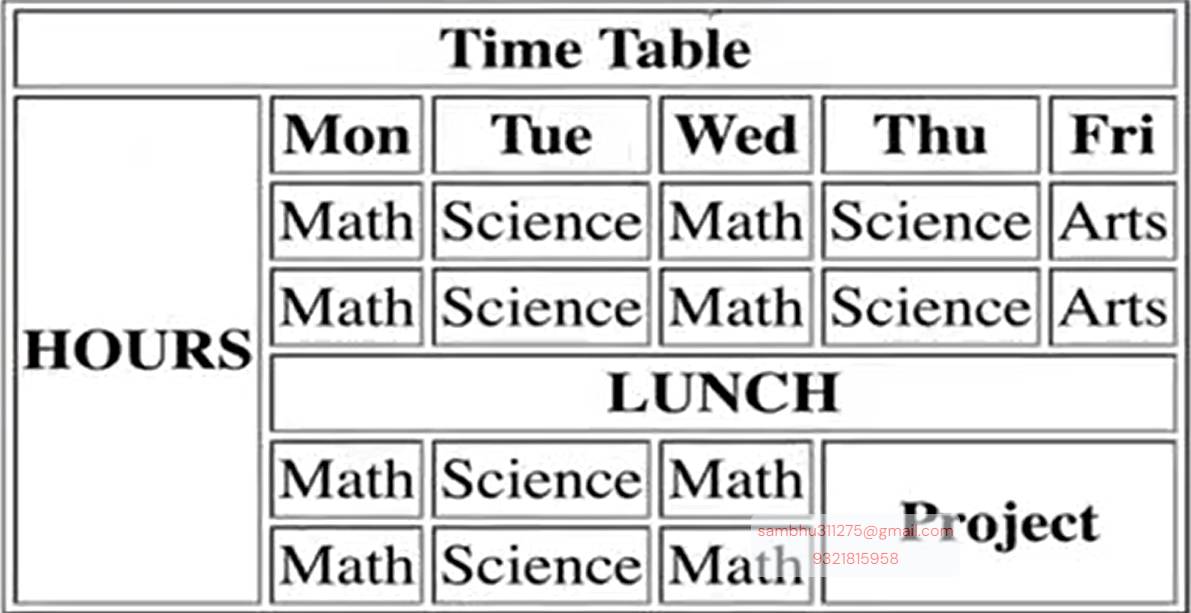 Time Table
HOURS
Mon Tue Wed Thu Fri
Math Science Math Science Arts
Math Science Math Science Arts
LUNCH
Math Science Math Project
Math Science Math
sambhu311275@gmail.com
9321815958